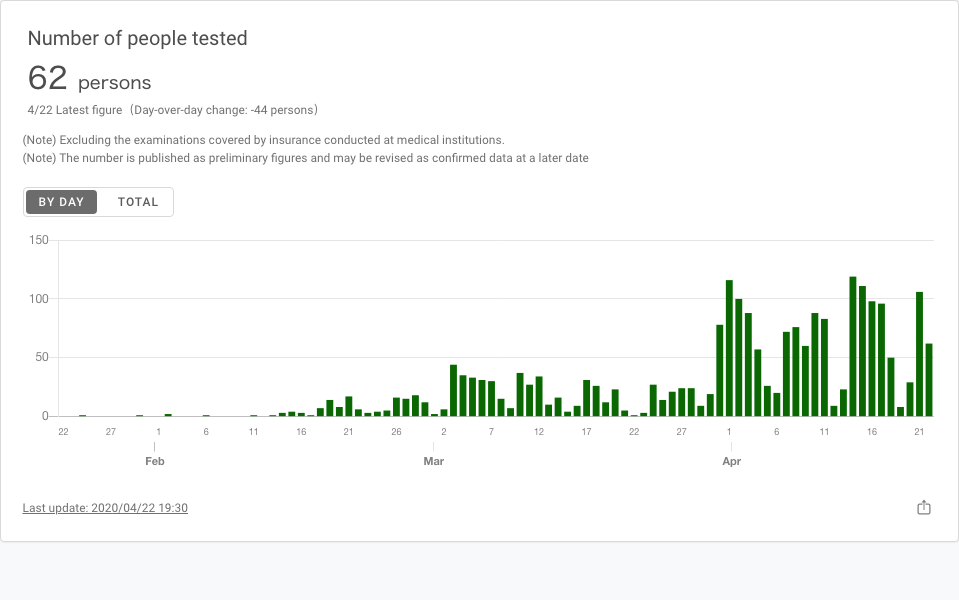 Number of people tested
62 persons
4/22 Latest figure（Day-over-day change: -44 persons）
(Note) Excluding the examinations covered by insurance conducted at medical institutions.
(Note) The number is published as preliminary figures and may be revised as confirmed data at a later date
BY DAY TOTAL
150
100
50
0
22 27 1 6 11 16 21 26 2 7 12 17 22 27 1 6 11 16 21
Feb Mar Apr
Last update: 2020/04/22 19:30